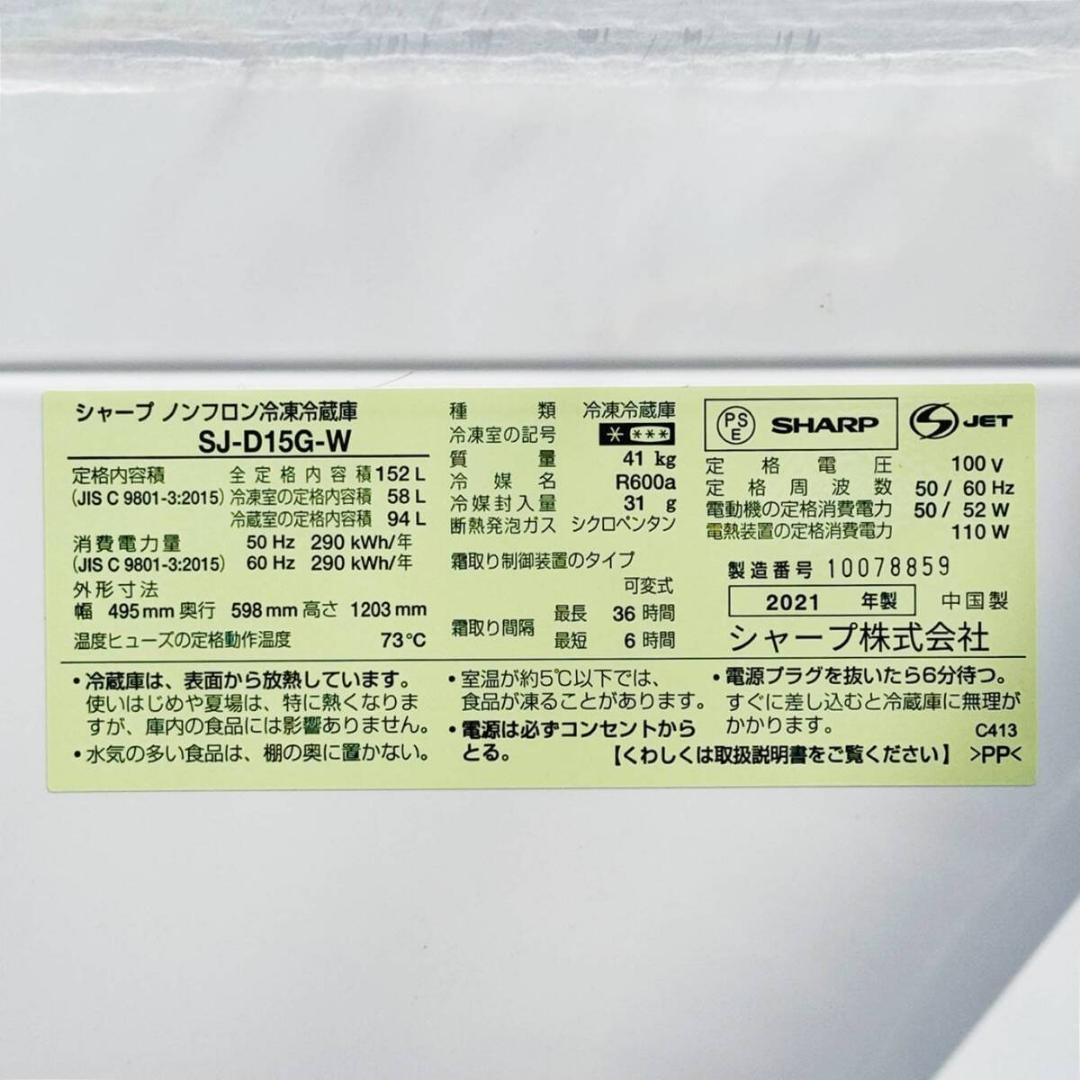 シャープ ノンフロン冷凍冷蔵庫
SJ-D15G-W
定格内容積 全定格内容積 152 L
(JIS C 9801-3:2015) 冷凍室の定格内容積 58 L
冷蔵室の定格内容積 94 L
消費電力量 50 Hz 290 kWh/年
(JIS C 9801-3:2015) 60 Hz 290 kWh/年
外形寸法
幅 495 mm 奥行 598 mm 高さ 1203 mm
温度ヒューズの定格動作温度 73℃
種類 冷凍冷蔵庫
冷凍室の記号 * ***
質量 41 kg
冷媒名 R600a
冷媒封入量 31 g
断熱発泡ガス シクロペンタン
霜取り制御装置のタイプ
可変式
霜取り間隔 最長 36 時間
最短 6 時間
PS
E
SHARP
S JET
定格電圧 100 V
定格周波数 50 / 60 Hz
電動機の定格消費電力 50 / 52 W
電熱装置の定格消費電力 110 W
製造番号 10078859
2021 年製 中国製
シャープ株式会社
・冷蔵庫は、表面から放熱しています。
使いはじめや夏場は、特に熱くなりま
すが、庫内の食品には影響ありません。
・水気の多い食品は、棚の奥に置かない。
・室温が約5℃以下では、
食品が凍ることがあります。
・電源は必ずコンセントから
とる。
・電源プラグを抜いたら6分待つ。
すぐに差し込むと冷蔵庫に無理が
かかります。
C413
【くわしくは取扱説明書をご覧ください】 >PP<